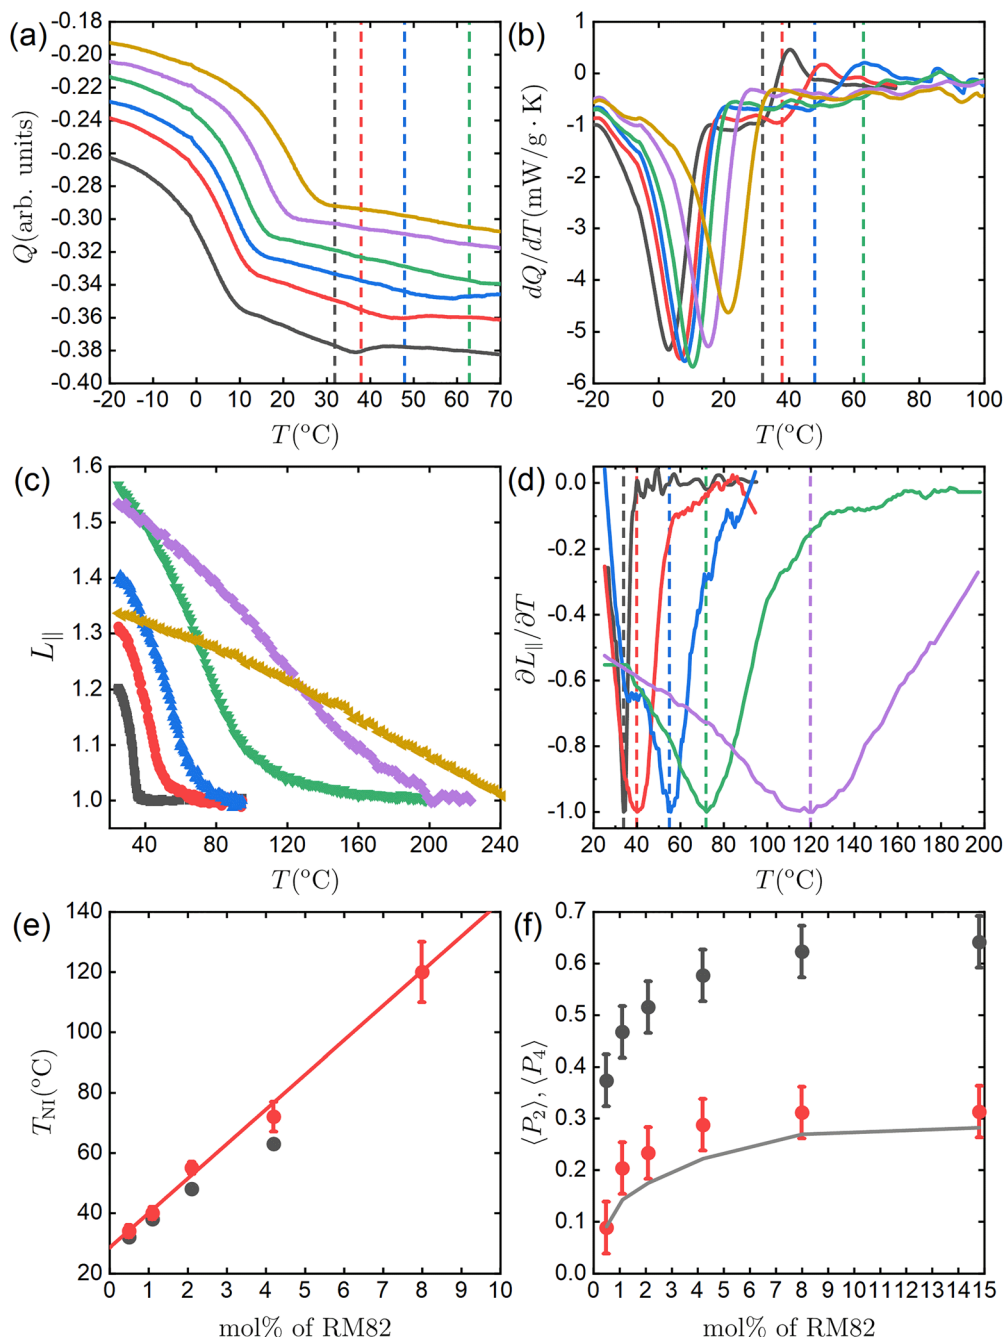 (a)
-0.18
-0.20
-0.22
-0.24
-0.26
-0.28
-0.30
-0.32
-0.34
-0.36
-0.38
-0.40
Q(arb. units)
-20 -10 0 10 20 30 40 50 60 70
T(°C)
(b)
1
0
-1
-2
-3
-4
-5
-6
dQ/dT(mW/g · K)
-20 0 20 40 60 80 100
T(°C)
(c)
1.6
1.5
1.4
1.3
1.2
1.1
1.0
L∥
40 80 120 160 200 240
T(°C)
(d)
0.0
-0.2
-0.4
-0.6
-0.8
-1.0
∂L∥/∂T
20 40 60 80 100 120 140 160 180 200
T(°C)
(e)
140
120
100
80
60
40
20
T_NI(°C)
0 1 2 3 4 5 6 7 8 9 10
mol% of RM82
(f)
0.7
0.6
0.5
0.4
0.3
0.2
0.1
0.0
⟨P₂⟩, ⟨P₄⟩
0 1 2 3 4 5 6 7 8 9 10 11 12 13 14 15
mol% of RM82